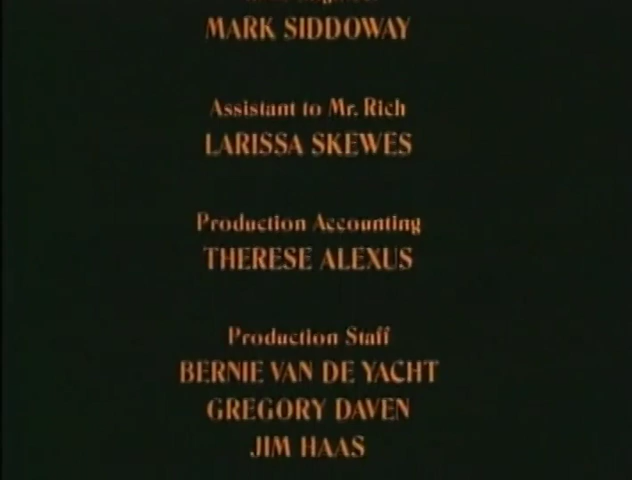 MARK SIDDOWAY
Assistant to Mr. Rich
LARISSA SKEWES
Production Accounting
THERESE ALEXUS
Production Staff
BERNIE VAN DE YACHT
GREGORY DAVEN
JIM HAAS